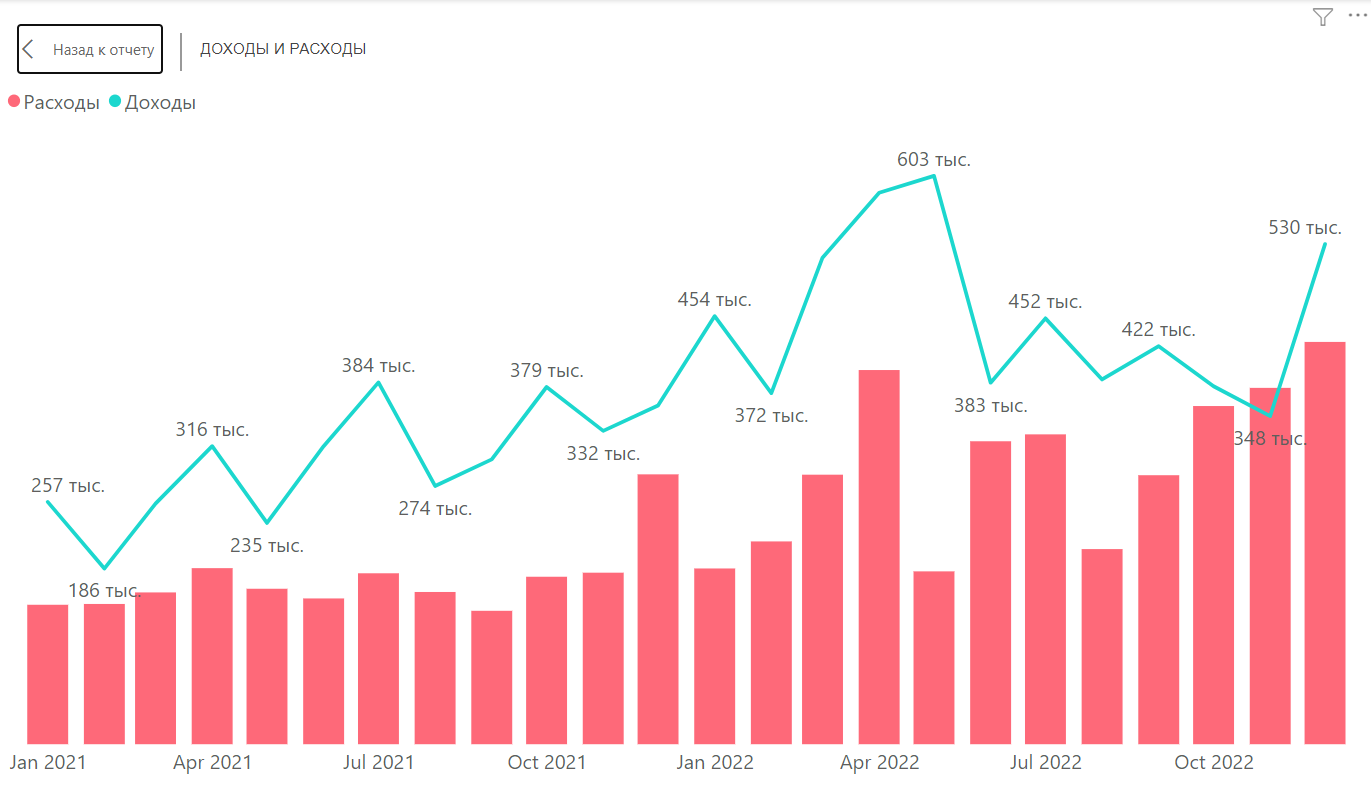 Назад к отчету
ДОХОДЫ И РАСХОДЫ
Расходы Доходы
603 тыс.
530 тыс.
454 тыс.
452 тыс.
422 тыс.
384 тыс.
379 тыс.
372 тыс.
383 тыс.
316 тыс.
348 тыс.
332 тыс.
257 тыс.
274 тыс.
235 тыс.
186 тыс.
Jan 2021 Apr 2021 Jul 2021 Oct 2021 Jan 2022 Apr 2022 Jul 2022 Oct 2022